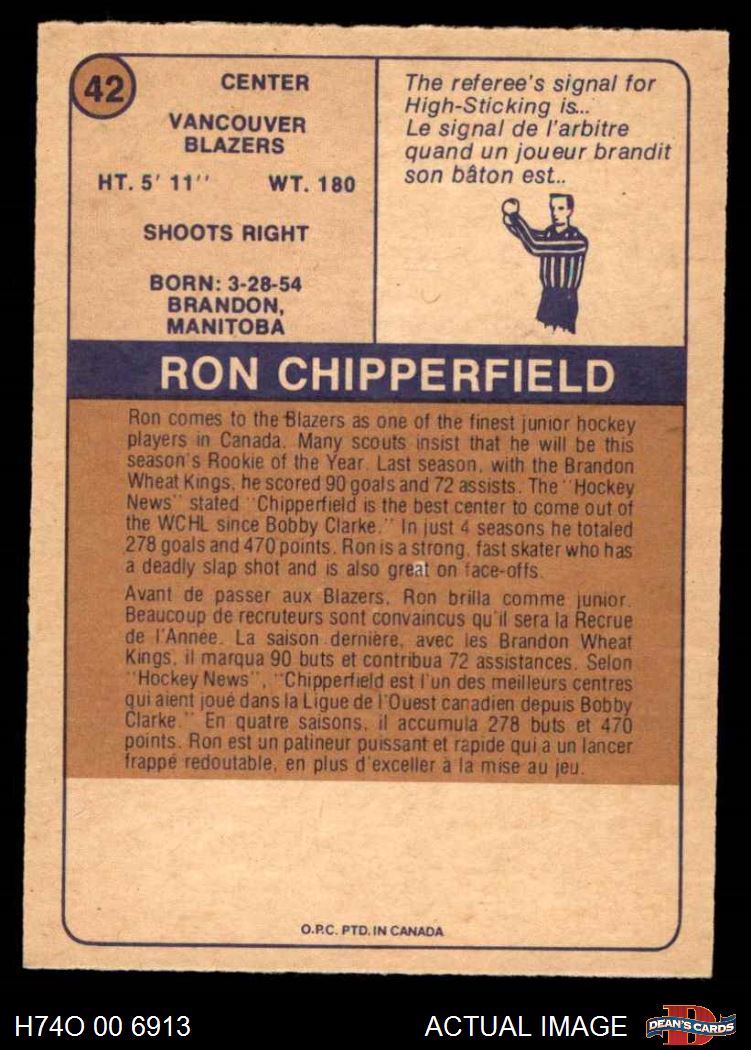 42
CENTER
VANCOUVER
BLAZERS
HT. 5' 11'' WT. 180
SHOOTS RIGHT
BORN: 3-28-54
BRANDON,
MANITOBA
The referee's signal for
High-Sticking is...
Le signal de l'arbitre
quand un joueur brandit
son bâton est..
RON CHIPPERFIELD
Ron comes to the Blazers as one of the finest junior hockey
players in Canada. Many scouts insist that he will be this
season's Rookie of the Year. Last season, with the Brandon
Wheat Kings, he scored 90 goals and 72 assists. The ''Hockey
News'' stated ''Chipperfield is the best center to come out of
the WCHL since Bobby Clarke.'' In just 4 seasons he totaled
278 goals and 470 points. Ron is a strong, fast skater who has
a deadly slap shot and is also great on face-offs.
Avant de passer aux Blazers, Ron brilla comme junior.
Beaucoup de recruteurs sont convaincus qu'il sera la Recrue
de l'Année. La saison dernière, avec les Brandon Wheat
Kings, il marqua 90 buts et contribua 72 assistances. Selon
''Hockey News'', ''Chipperfield est l'un des meilleurs centres
qui aient joué dans la Ligue de l'Ouest canadien depuis Bobby
Clarke.'' En quatre saisons, il accumula 278 buts et 470
points. Ron est un patineur puissant et rapide qui a un lancer
frappé redoutable, en plus d'exceller à la mise au jeu.
O.P.C. PTD. IN CANADA
H74O 00 6913
ACTUAL IMAGE
D
DEAN'S CARDS